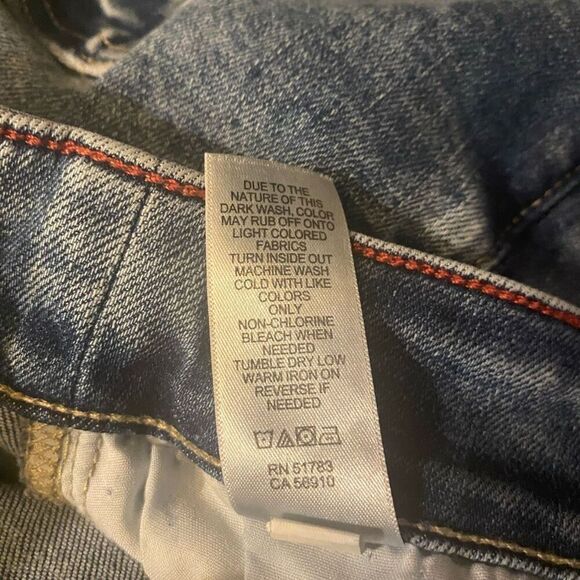 DUE TO THE
NATURE OF THIS
DARK WASH, COLOR
MAY RUB OFF ONTO
LIGHT COLORED
FABRICS
TURN INSIDE OUT
MACHINE WASH
COLD WITH LIKE
COLORS
ONLY
NON-CHLORINE
BLEACH WHEN
NEEDED
TUMBLE DRY LOW
WARM IRON ON
REVERSE IF
NEEDED
RN 51783
CA 56910